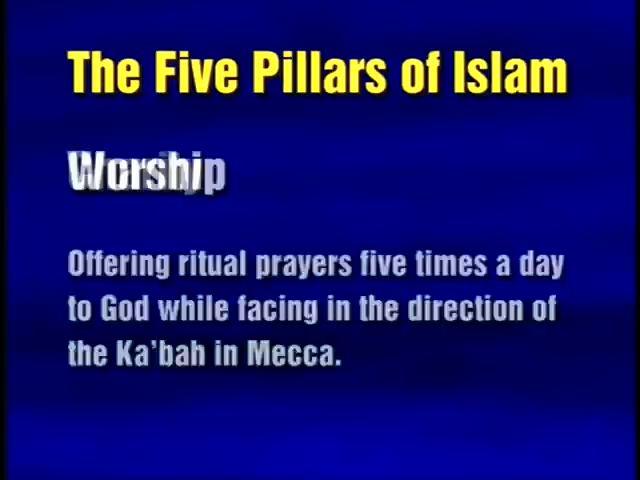 The Five Pillars of Islam
Worship
Offering ritual prayers five times a day
to God while facing in the direction of
the Ka'bah in Mecca.